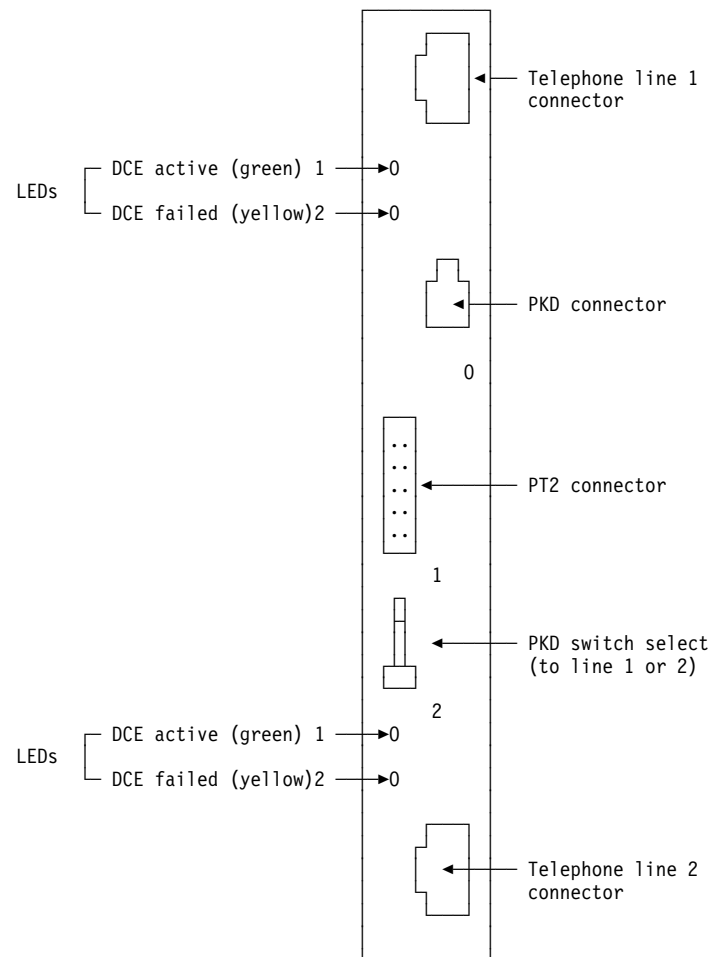 Telephone line 1
connector
DCE active (green) 1 0
LEDs
DCE failed (yellow)2 0
PKD connector
0
PT2 connector
1
PKD switch select
(to line 1 or 2)
2
DCE active (green) 1 0
LEDs
DCE failed (yellow)2 0
Telephone line 2
connector